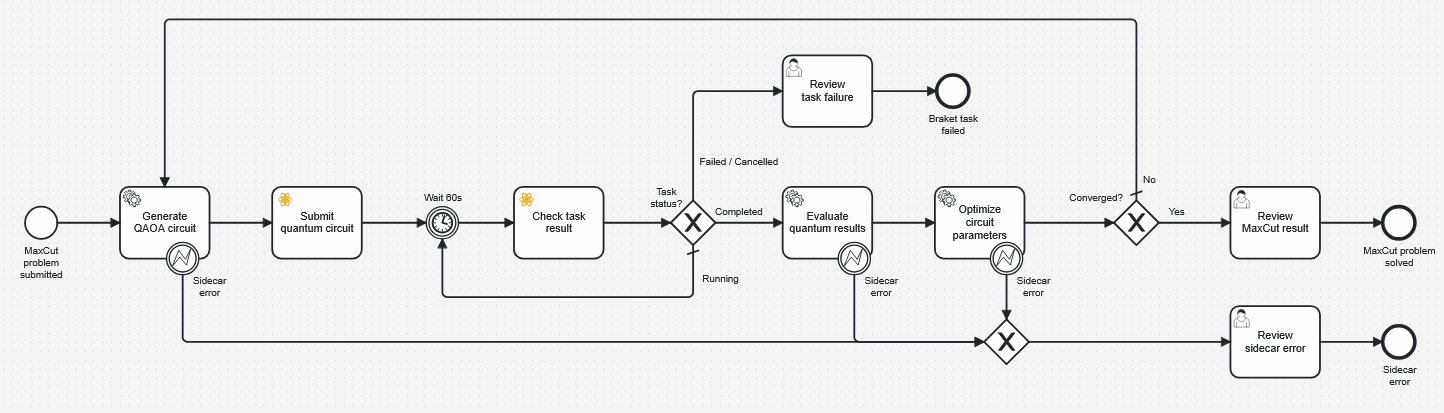 Review
task failure
Braket task
failed
Failed / Cancelled
No
MaxCut
problem
submitted
Generate
QAOA circuit
Sidecar
error
Submit
quantum circuit
Wait 60s
Check task
result
Task
status?
Completed
Running
Evaluate
quantum results
Sidecar
error
Optimize
circuit
parameters
Sidecar
error
Converged?
Yes
Review
MaxCut result
MaxCut problem
solved
Review
sidecar error
Sidecar
error